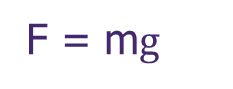 F = mg